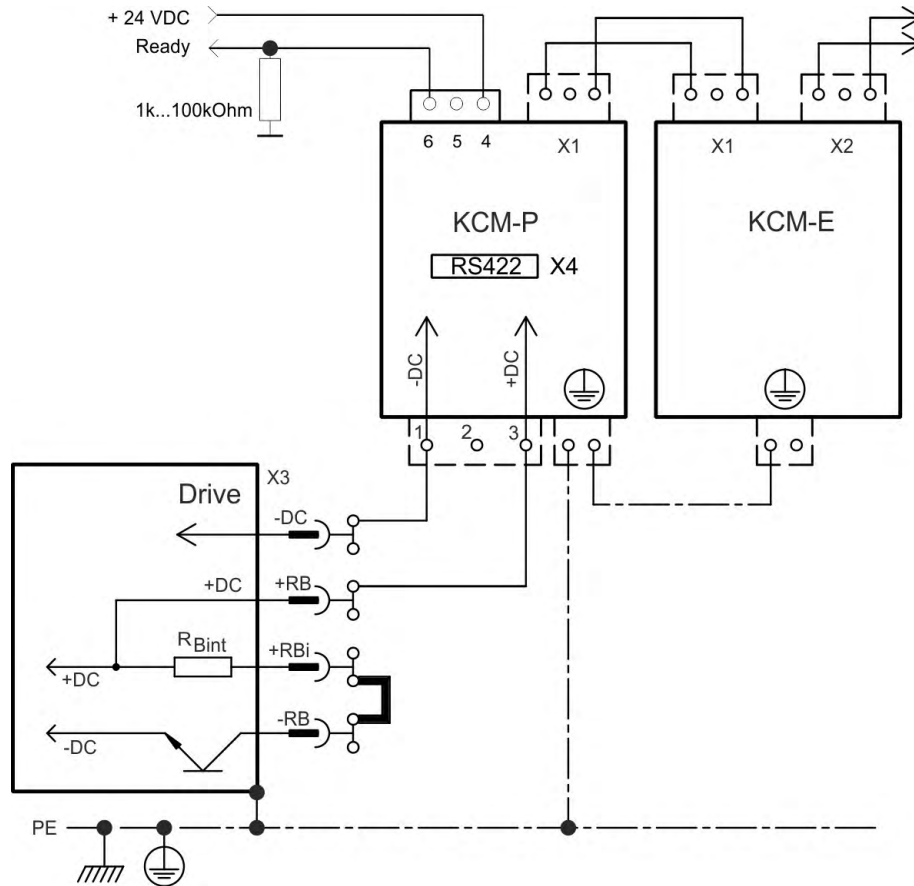 + 24 VDC
Ready
1k...100kOhm
6 5 4
X1
X1
X2
KCM-P
KCM-E
RS422
X4
-DC
+DC
1
2
3
Drive
X3
-DC
+DC
+RB
RBint
+RBi
+DC
-RB
-DC
PE